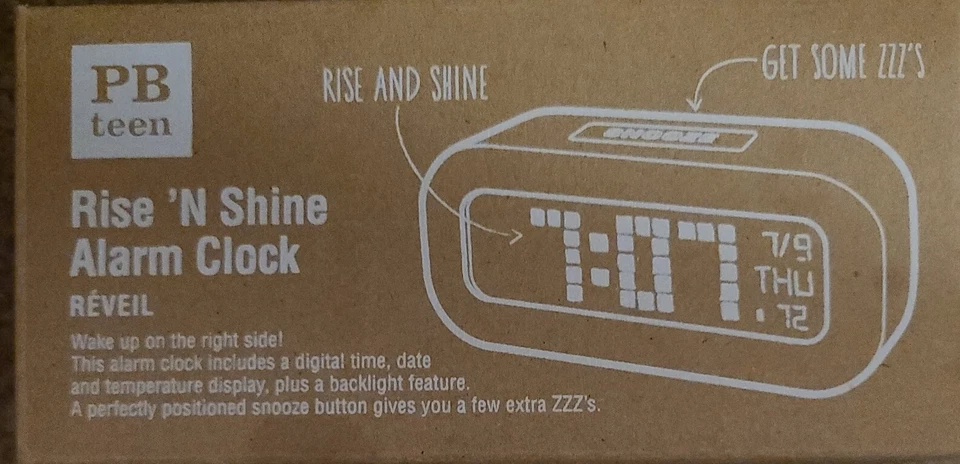 PB
teen
RISE AND SHINE
GET SOME ZZZ'S
SNOOZE
7:07
7/9
THU
72
Rise 'N Shine
Alarm Clock
RÉVEIL
Wake up on the right side!
This alarm clock includes a digital time, date
and temperature display, plus a backlight feature.
A perfectly positioned snooze button gives you a few extra ZZZ's.